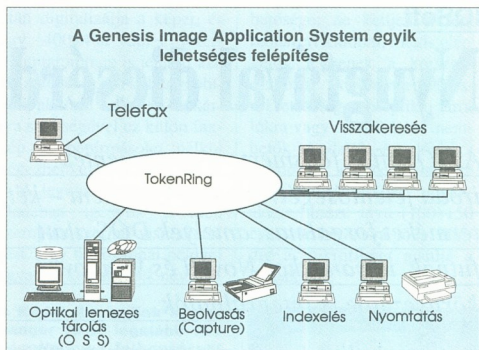 A Genesis Image Application System egyik
lehetséges felépítése
Telefax
Visszakeresés
TokenRing
Optikai lemezes
tárolás
(O S S)
Beolvasás
(Capture)
Indexelés
Nyomtatás